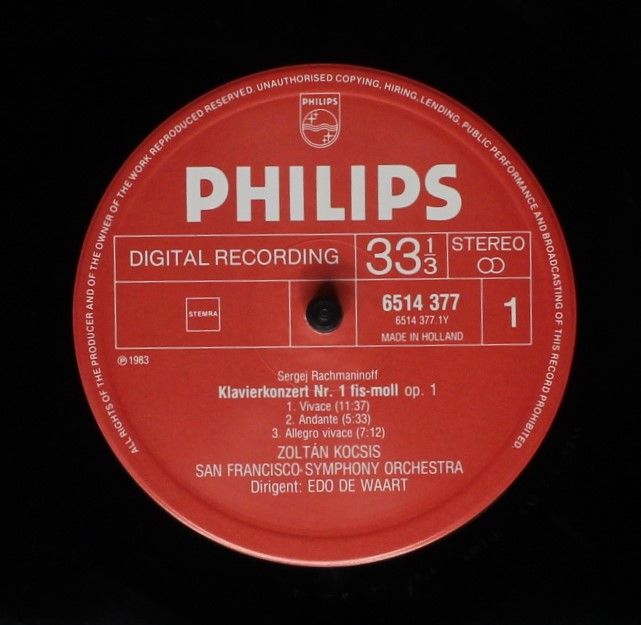 ALL RIGHTS OF THE PRODUCER AND OF THE OWNER OF THE WORK REPRODUCED RESERVED. UNAUTHORISED COPYING, HIRING, LENDING, PUBLIC PERFORMANCE AND BROADCASTING OF THIS RECORD PROHIBITED.
PHILIPS
PHILIPS
DIGITAL RECORDING
33 1/3
STEREO
STEMRA
6514 377
6514 377.1Y
MADE IN HOLLAND
1
℗ 1983
Sergej Rachmaninoff
Klavierkonzert Nr. 1 fis-moll op. 1
1. Vivace (11:37)
2. Andante (5:33)
3. Allegro vivace (7:12)
ZOLTÁN KOCSIS
SAN FRANCISCO-SYMPHONY ORCHESTRA
Dirigent: EDO DE WAART